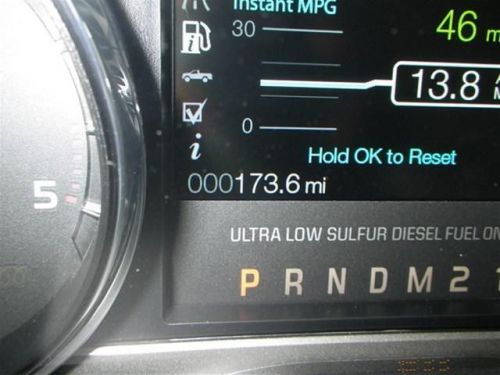 Instant MPG
30
46 m
13.8
0
Hold OK to Reset
000173.6 mi
5
ULTRA LOW SULFUR DIESEL FUEL ON
P R N D M 2 1